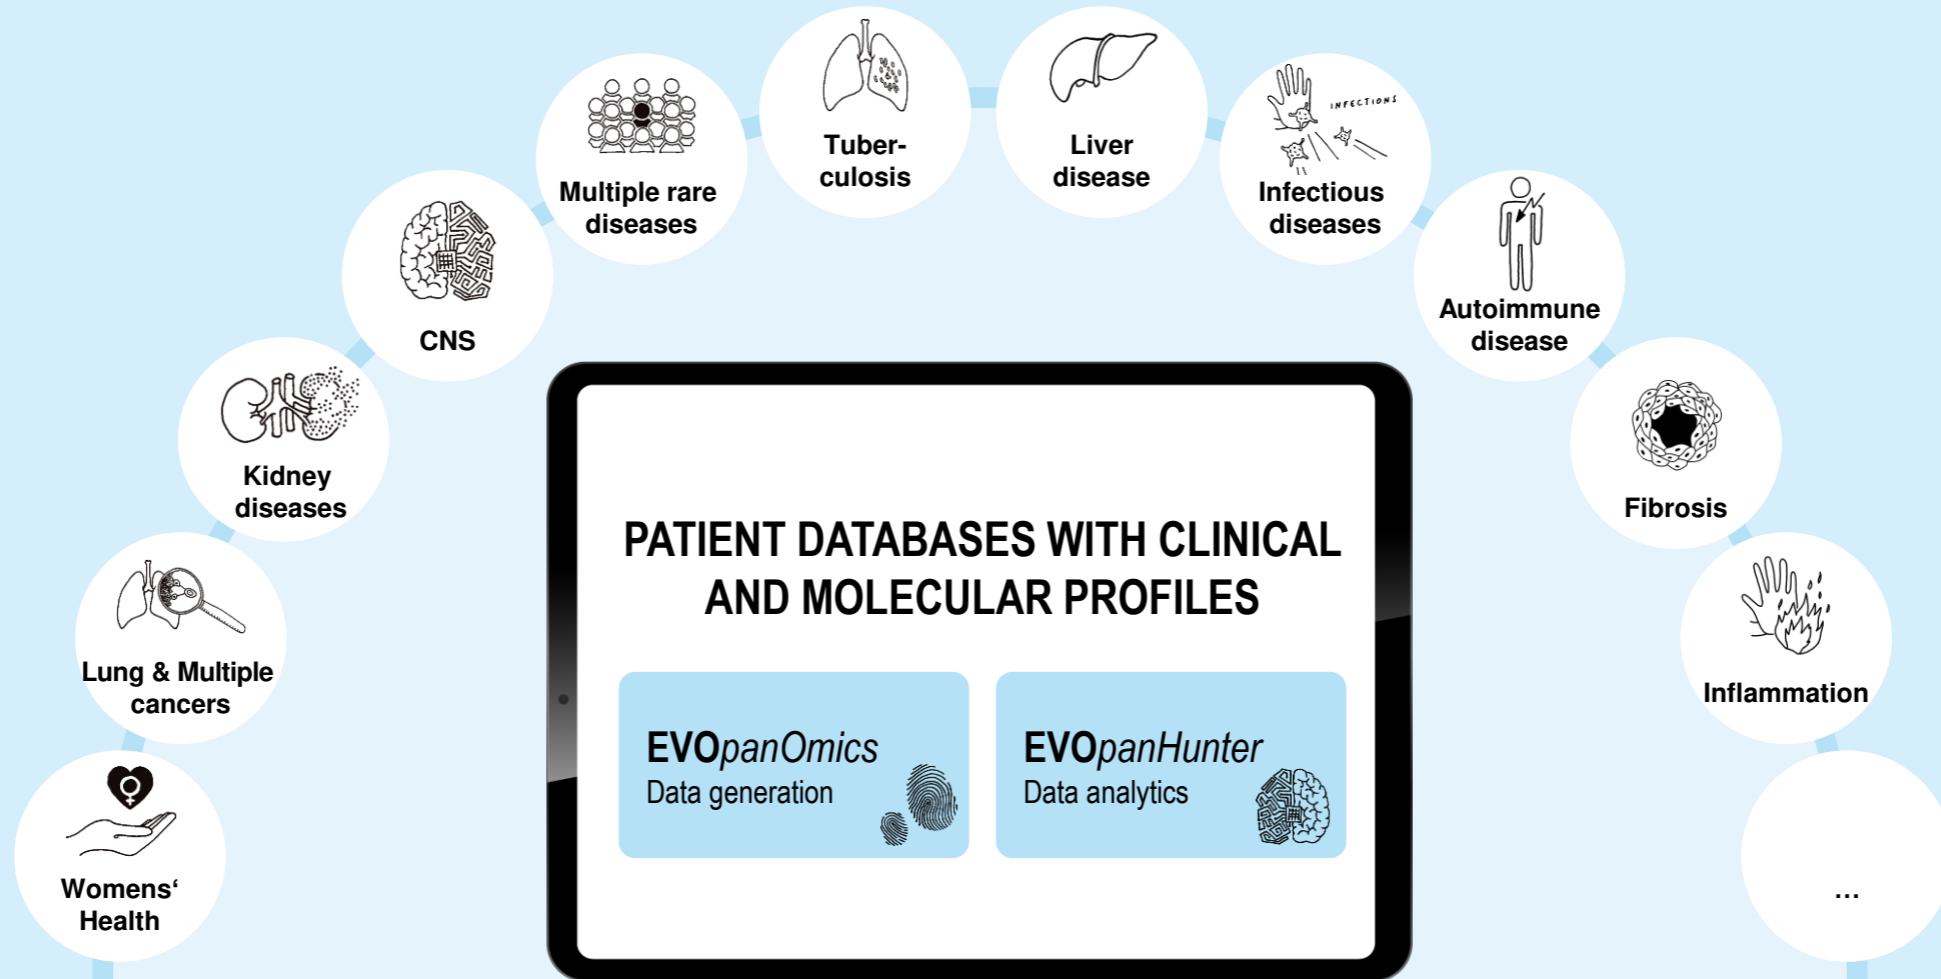 Womens‘
Health
Lung & Multiple
cancers
Kidney
diseases
CNS
Multiple rare
diseases
Tuber-
culosis
Liver
disease
INFECTIONS
Infectious
diseases
Autoimmune
disease
Fibrosis
Inflammation
...
PATIENT DATABASES WITH CLINICAL
AND MOLECULAR PROFILES
EVOpanOmics
Data generation
EVOpanHunter
Data analytics